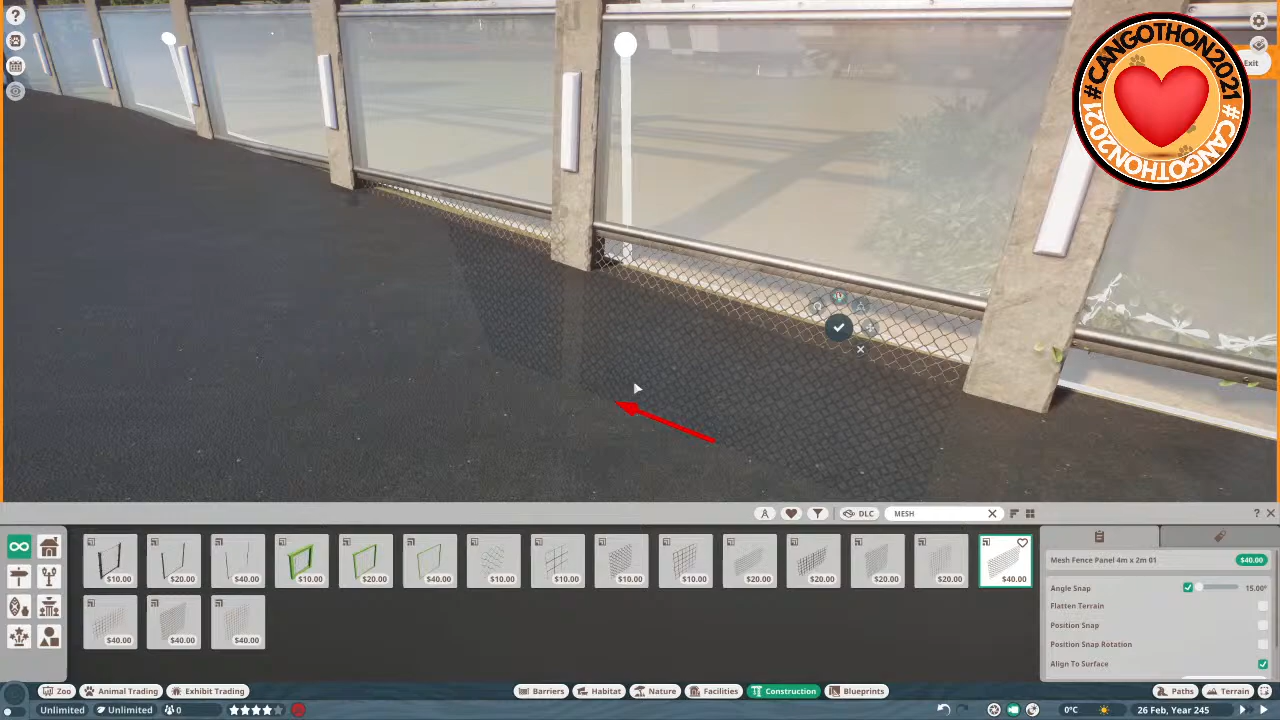 ?
#CANGOTHON2021
#CANGOTHON2021
Exit
A
DLC
MESH
?
$10.00
$20.00
$40.00
$10.00
$20.00
$40.00
$10.00
$10.00
$10.00
$10.00
$20.00
$20.00
$20.00
$20.00
$40.00
$40.00
$40.00
$40.00
Mesh Fence Panel 4m x 2m 01
$40.00
Angle Snap
15.00°
Flatten Terrain
Position Snap
Position Snap Rotation
Align To Surface
Zoo
Animal Trading
Exhibit Trading
Barriers
Habitat
Nature
Facilities
Construction
Blueprints
Paths
Terrain
Unlimited
Unlimited
0
0°C
26 Feb, Year 245